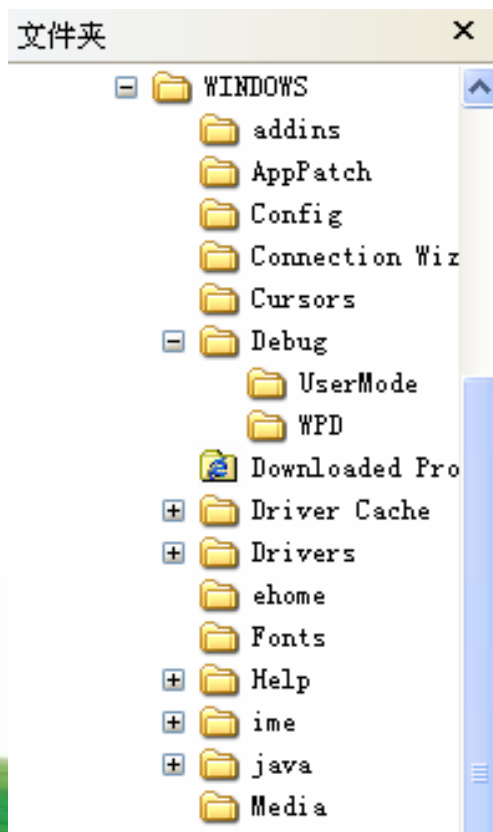 文件夹
WINDOWS
addins
AppPatch
Config
Connection Wiz
Cursors
Debug
UserMode
WPD
Downloaded Pro
Driver Cache
Drivers
ehome
Fonts
Help
ime
java
Media